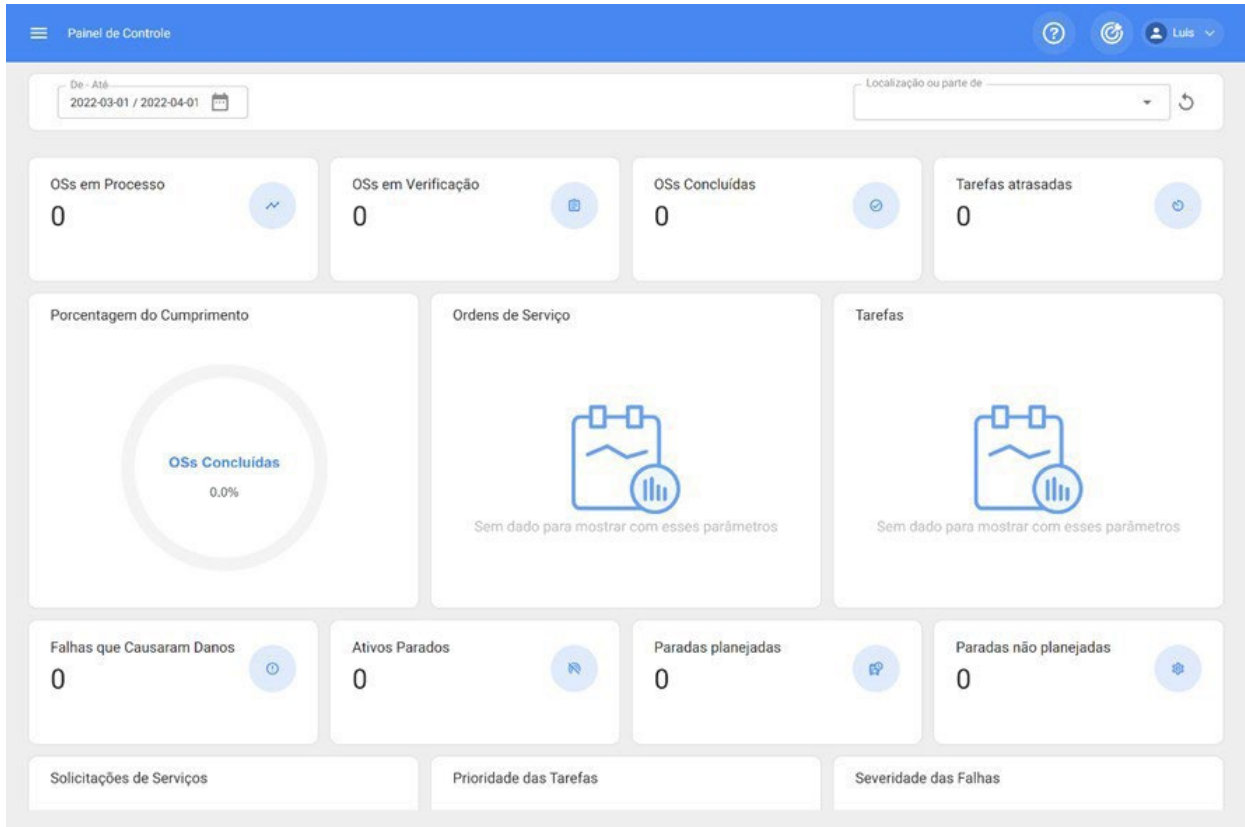 Painel de Controle
Luis
De - Até
2022-03-01 / 2022-04-01
Localização ou parte de
OSs em Processo
0
OSs em Verificação
0
OSs Concluídas
0
Tarefas atrasadas
0
Porcentagem do Cumprimento
OSs Concluídas
0.0%
Ordens de Serviço
Sem dado para mostrar com esses parâmetros
Tarefas
Sem dado para mostrar com esses parâmetros
Falhas que Causaram Danos
0
Ativos Parados
0
Paradas planejadas
0
Paradas não planejadas
0
Solicitações de Serviços
Prioridade das Tarefas
Severidade das Falhas